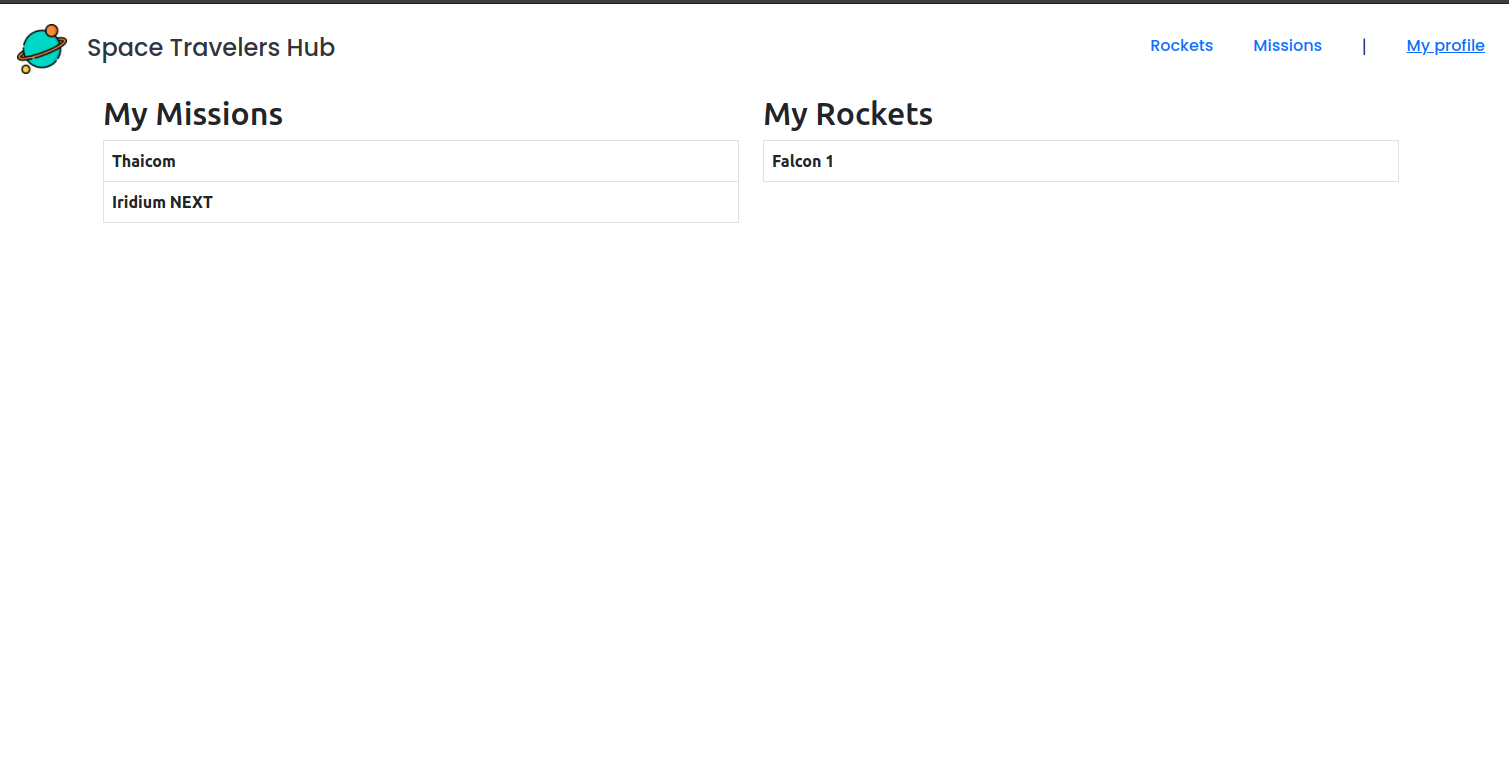 Space Travelers Hub
Rockets Missions | My profile
My Missions
Thaicom
Iridium NEXT
My Rockets
Falcon 1